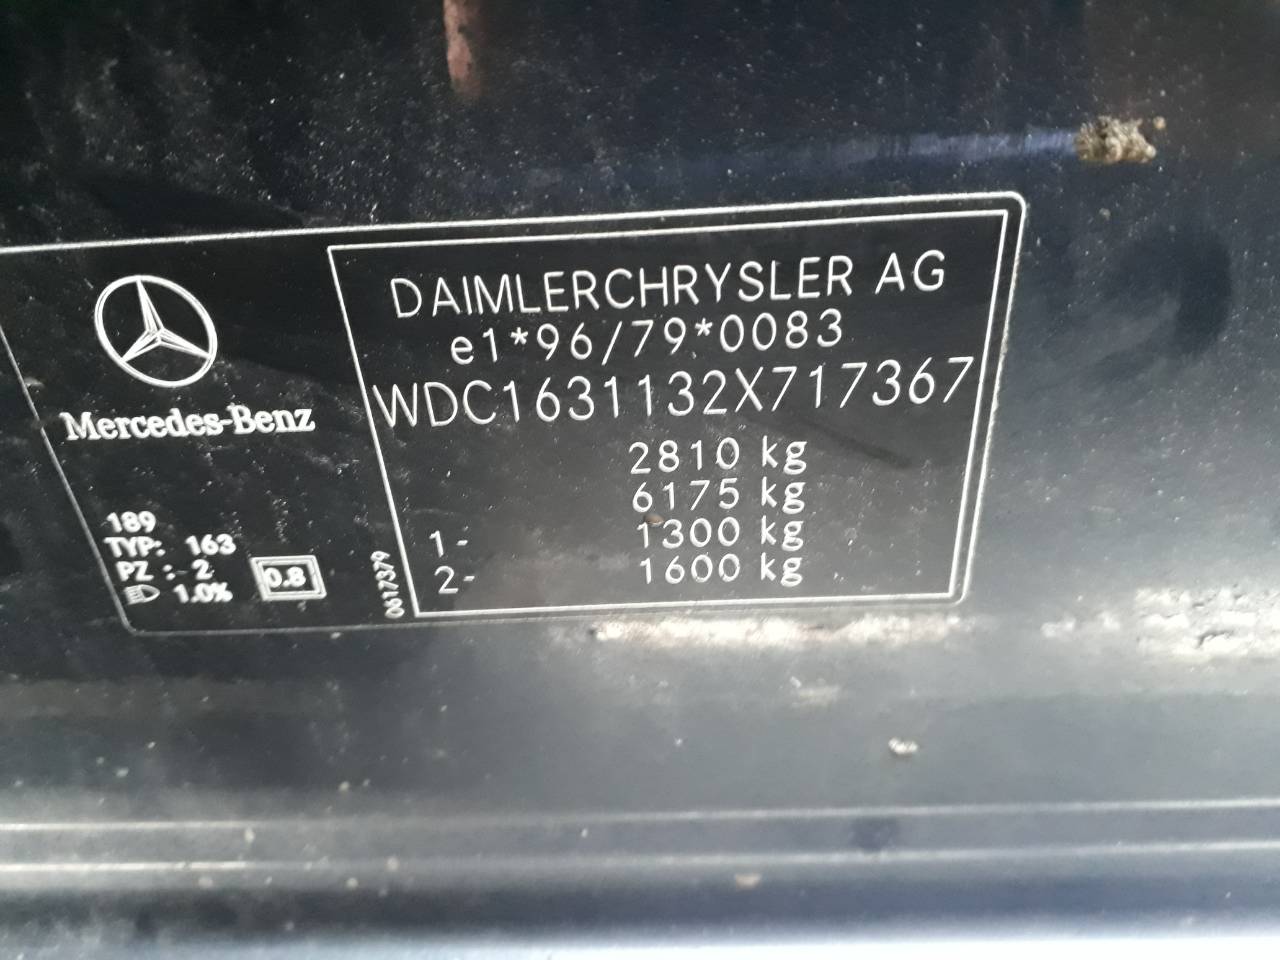 Mercedes-Benz
189
TYP: 163
PZ : 2
1.0%
0.8
0617379
DAIMLERCHRYSLER AG
e1*96/79*0083
WDC1631132X717367
2810 kg
6175 kg
1- 1300 kg
2- 1600 kg